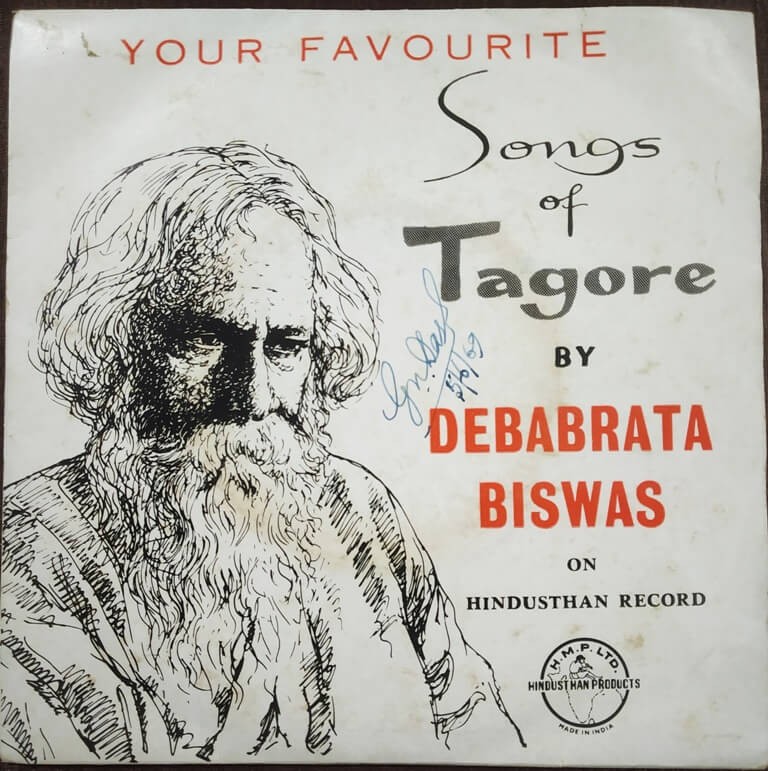 YOUR FAVOURITE
Songs
of
Tagore
BY
DEBABRATA
BISWAS
ON
HINDUSTHAN RECORD
H.M.P. LTD.
HINDUSTHAN PRODUCTS
MADE IN INDIA